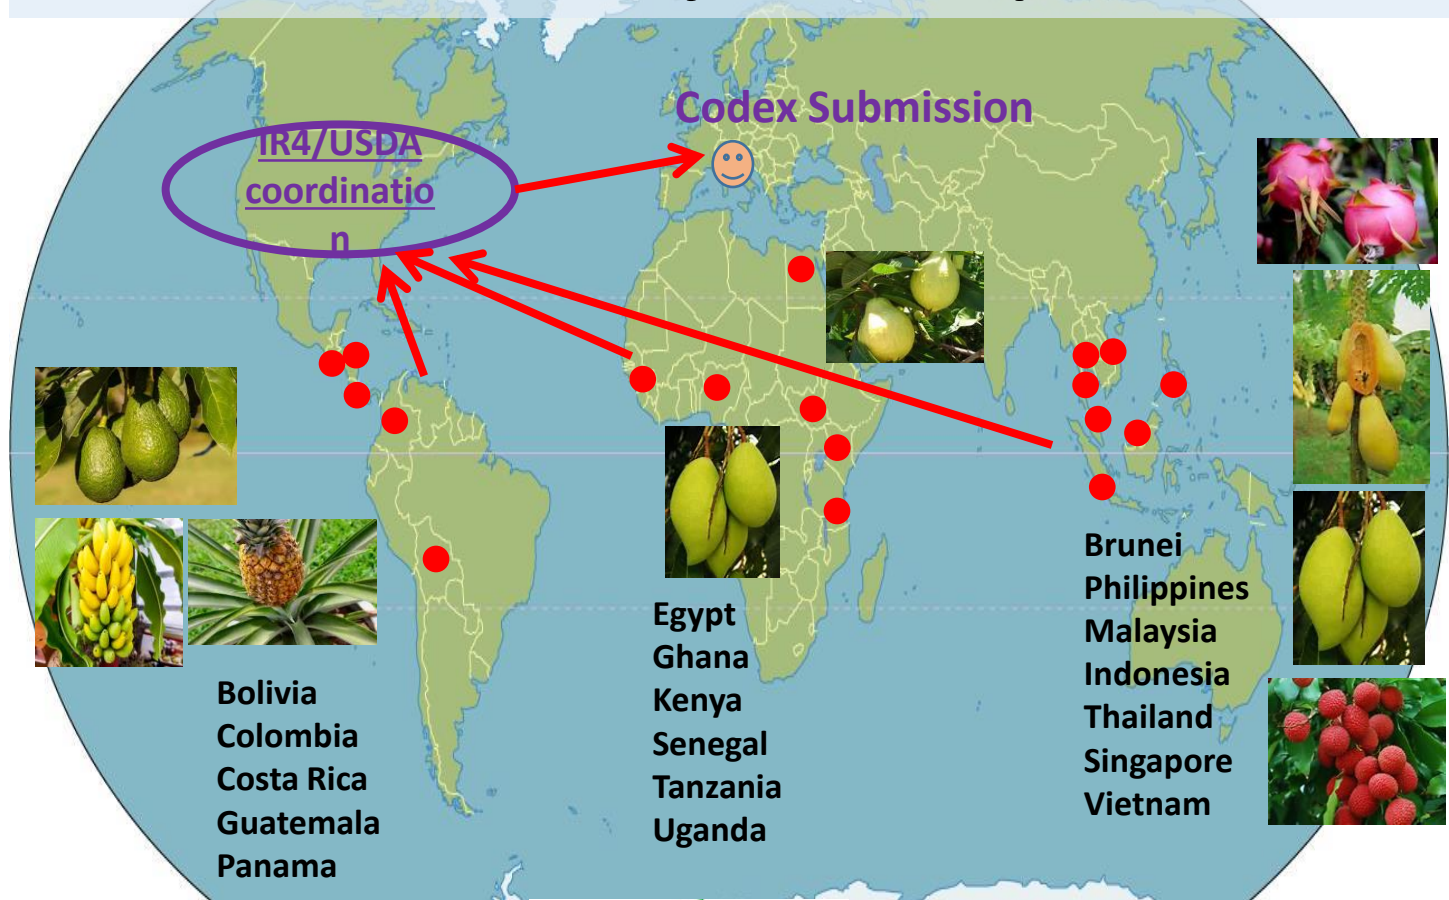 Codex Submission
IR4/USDA
coordinatio
n
Bolivia
Colombia
Costa Rica
Guatemala
Panama
Egypt
Ghana
Kenya
Senegal
Tanzania
Uganda
Brunei
Philippines
Malaysia
Indonesia
Thailand
Singapore
Vietnam